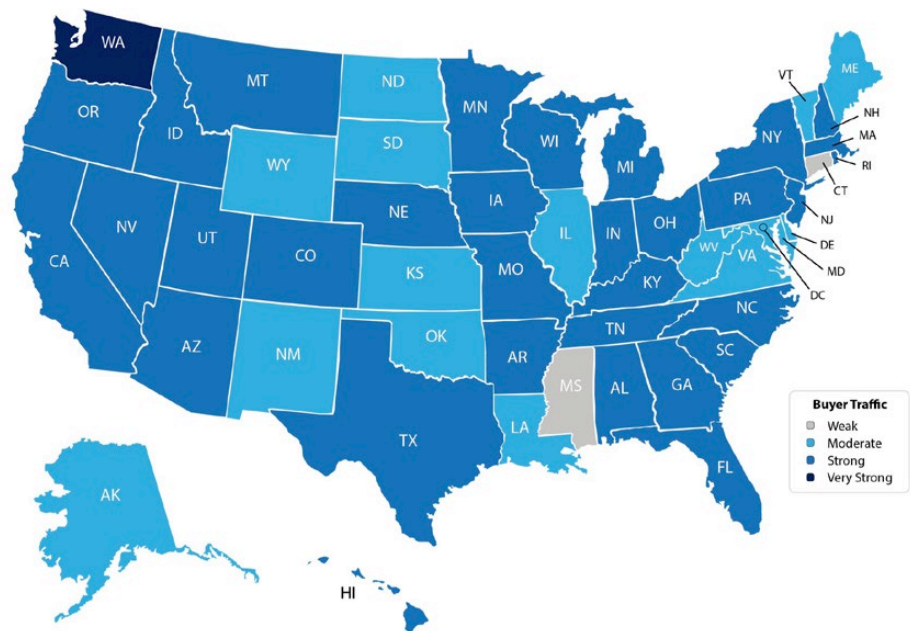 WA
MT
ND
MN
VT
ME
OR
ID
WY
SD
WI
MI
NY
NH
MA
RI
CT
NV
UT
CO
NE
IA
IL
IN
OH
PA
NJ
DE
MD
DC
CA
KS
MO
KY
WV
VA
AZ
NM
OK
AR
TN
NC
SC
TX
LA
MS
AL
GA
FL
AK
HI
Buyer Traffic
Weak
Moderate
Strong
Very Strong